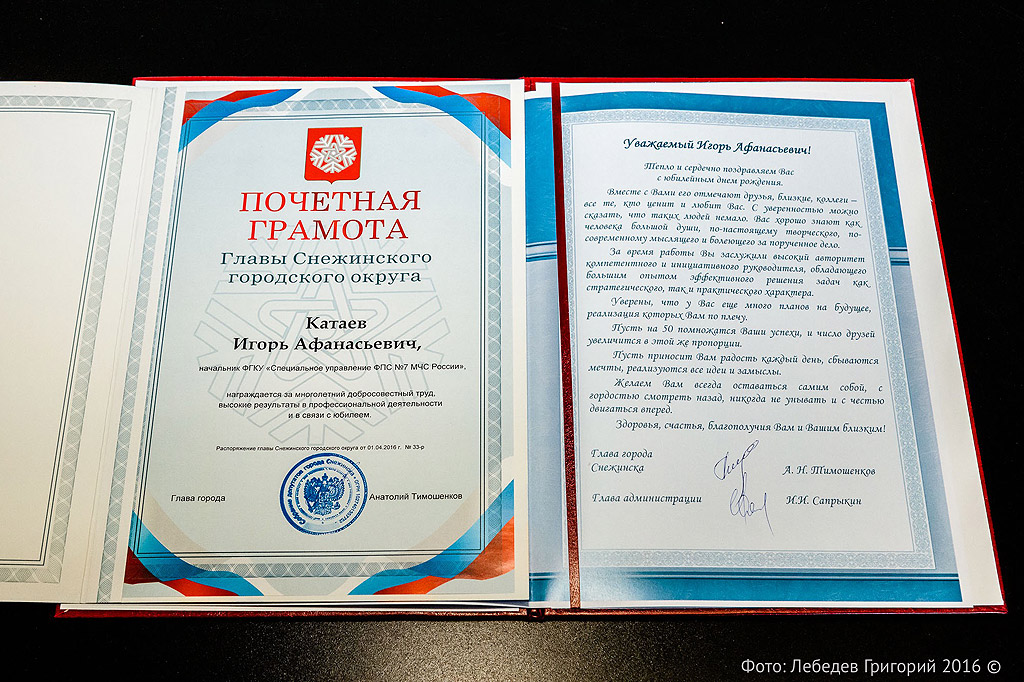 ПОЧЕТНАЯ
ГРАМОТА
Главы Снежинского
городского округа
Катаев
Игорь Афанасьевич,
начальник ФГКУ «Специальное управление ФПС №7 МЧС России»,
награждается за многолетний добросовестный труд,
высокие результаты в профессиональной деятельности
и в связи с юбилеем.
Распоряжение главы Снежинского городского округа от 01.04.2016 г. № 33-р
Глава города
Анатолий Тимошенков
Собрание депутатов города Снежинска
Уважаемый Игорь Афанасьевич!
Тепло и сердечно поздравляем Вас
с юбилейным днем рождения.
Вместе с Вами его отмечают друзья, близкие, коллеги –
все те, кто ценит и любит Вас. С уверенностью можно
сказать, что таких людей немало. Вас хорошо знают как
человека большой души, по-настоящему творческого, по-
современному мыслящего и болеющего за порученное дело.
За время работы Вы заслужили высокий авторитет
компетентного и инициативного руководителя, обладающего
большим опытом эффективного решения задач как
стратегического, так и практического характера.
Уверены, что у Вас еще много планов на будущее,
реализация которых Вам по плечу.
Пусть на 50 помножатся Ваши успехи, и число друзей
увеличится в этой же пропорции.
Пусть приносит Вам радость каждый день, сбываются
мечты, реализуются все идеи и замыслы.
Желаем Вам всегда оставаться самим собой, с
гордостью смотреть назад, никогда не унывать и с честью
двигаться вперед.
Здоровья, счастья, благополучия Вам и Вашим близким!
Глава города
Снежинска
А. Н. Тимошенков
Глава администрации
И.И. Сапрыкин
Фото: Лебедев Григорий 2016 ©